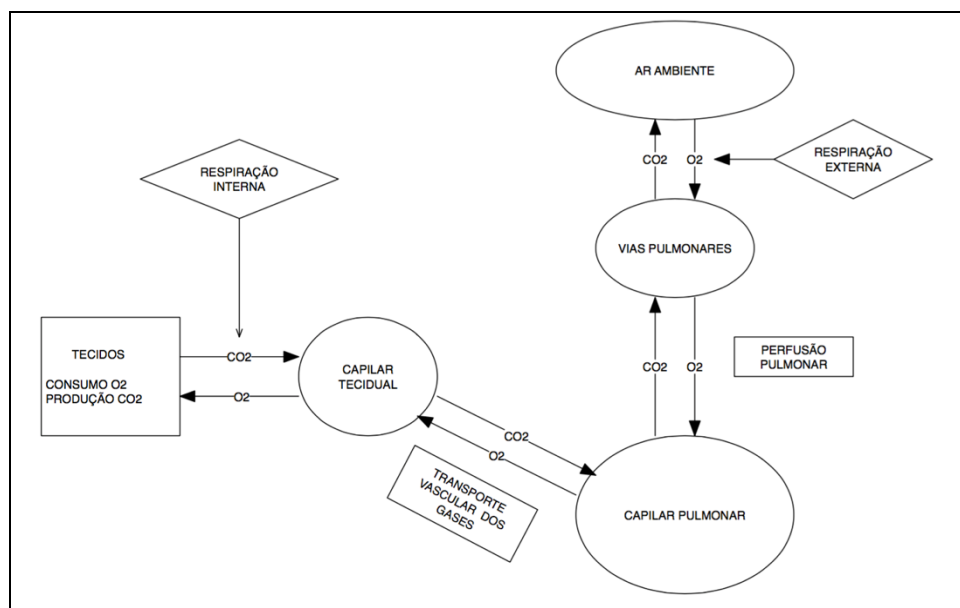 AR AMBIENTE
CO2
O2
RESPIRAÇÃO
EXTERNA
RESPIRAÇÃO
INTERNA
VIAS PULMONARES
TECIDOS
CONSUMO O2
PRODUÇÃO CO2
CO2
O2
CAPILAR
TECIDUAL
CO2
O2
PERFUSÃO
PULMONAR
CO2
O2
TRANSPORTE
VASCULAR DOS
GASES
CAPILAR PULMONAR